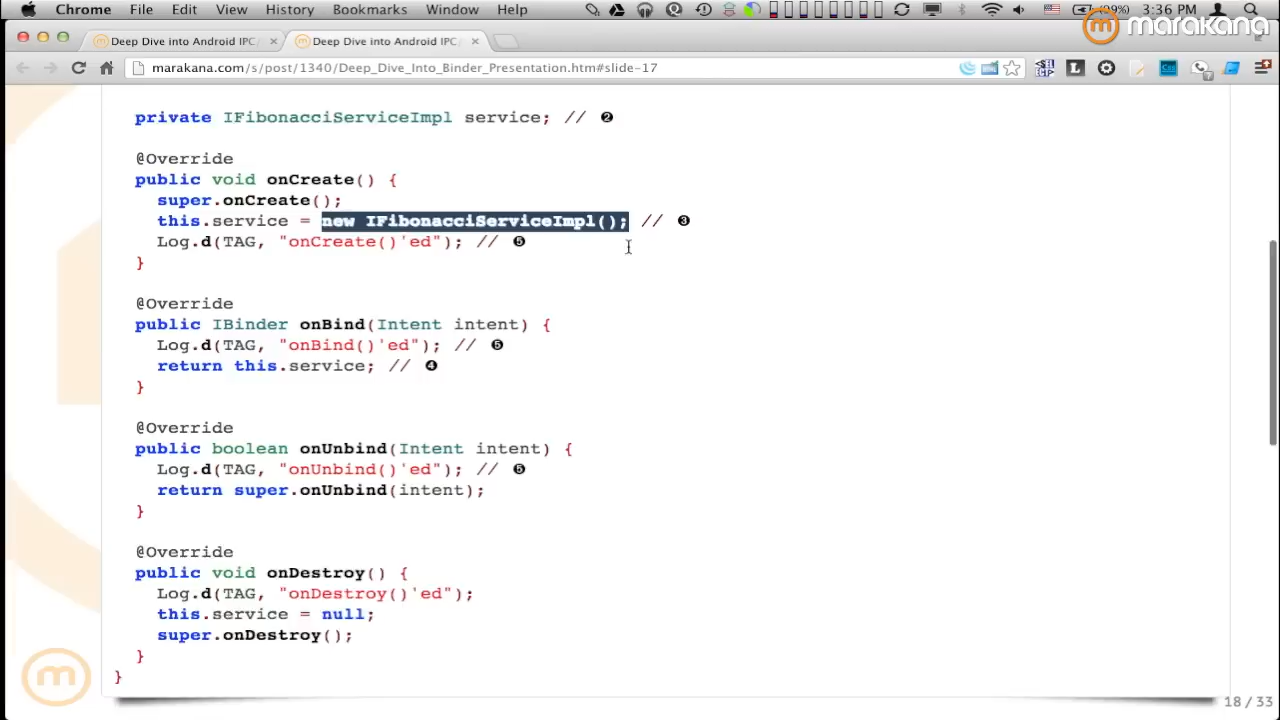 Chrome File Edit View History Bookmarks Window Help (99%) 3:36 PM
marakana
Deep Dive into Android IPC/ × Deep Dive into Android IPC/ ×
marakana.com/s/post/1340/Deep_Dive_Into_Binder_Presentation.htm#slide-17
private IFibonacciServiceImpl service; // ❷
@Override
public void onCreate() {
super.onCreate();
this.service = new IFibonacciServiceImpl(); // ❸
Log.d(TAG, "onCreate()'ed"); // ❺
}
@Override
public IBinder onBind(Intent intent) {
Log.d(TAG, "onBind()'ed"); // ❺
return this.service; // ❹
}
@Override
public boolean onUnbind(Intent intent) {
Log.d(TAG, "onUnbind()'ed"); // ❺
return super.onUnbind(intent);
}
@Override
public void onDestroy() {
Log.d(TAG, "onDestroy()'ed");
this.service = null;
super.onDestroy();
}
}
18 / 33